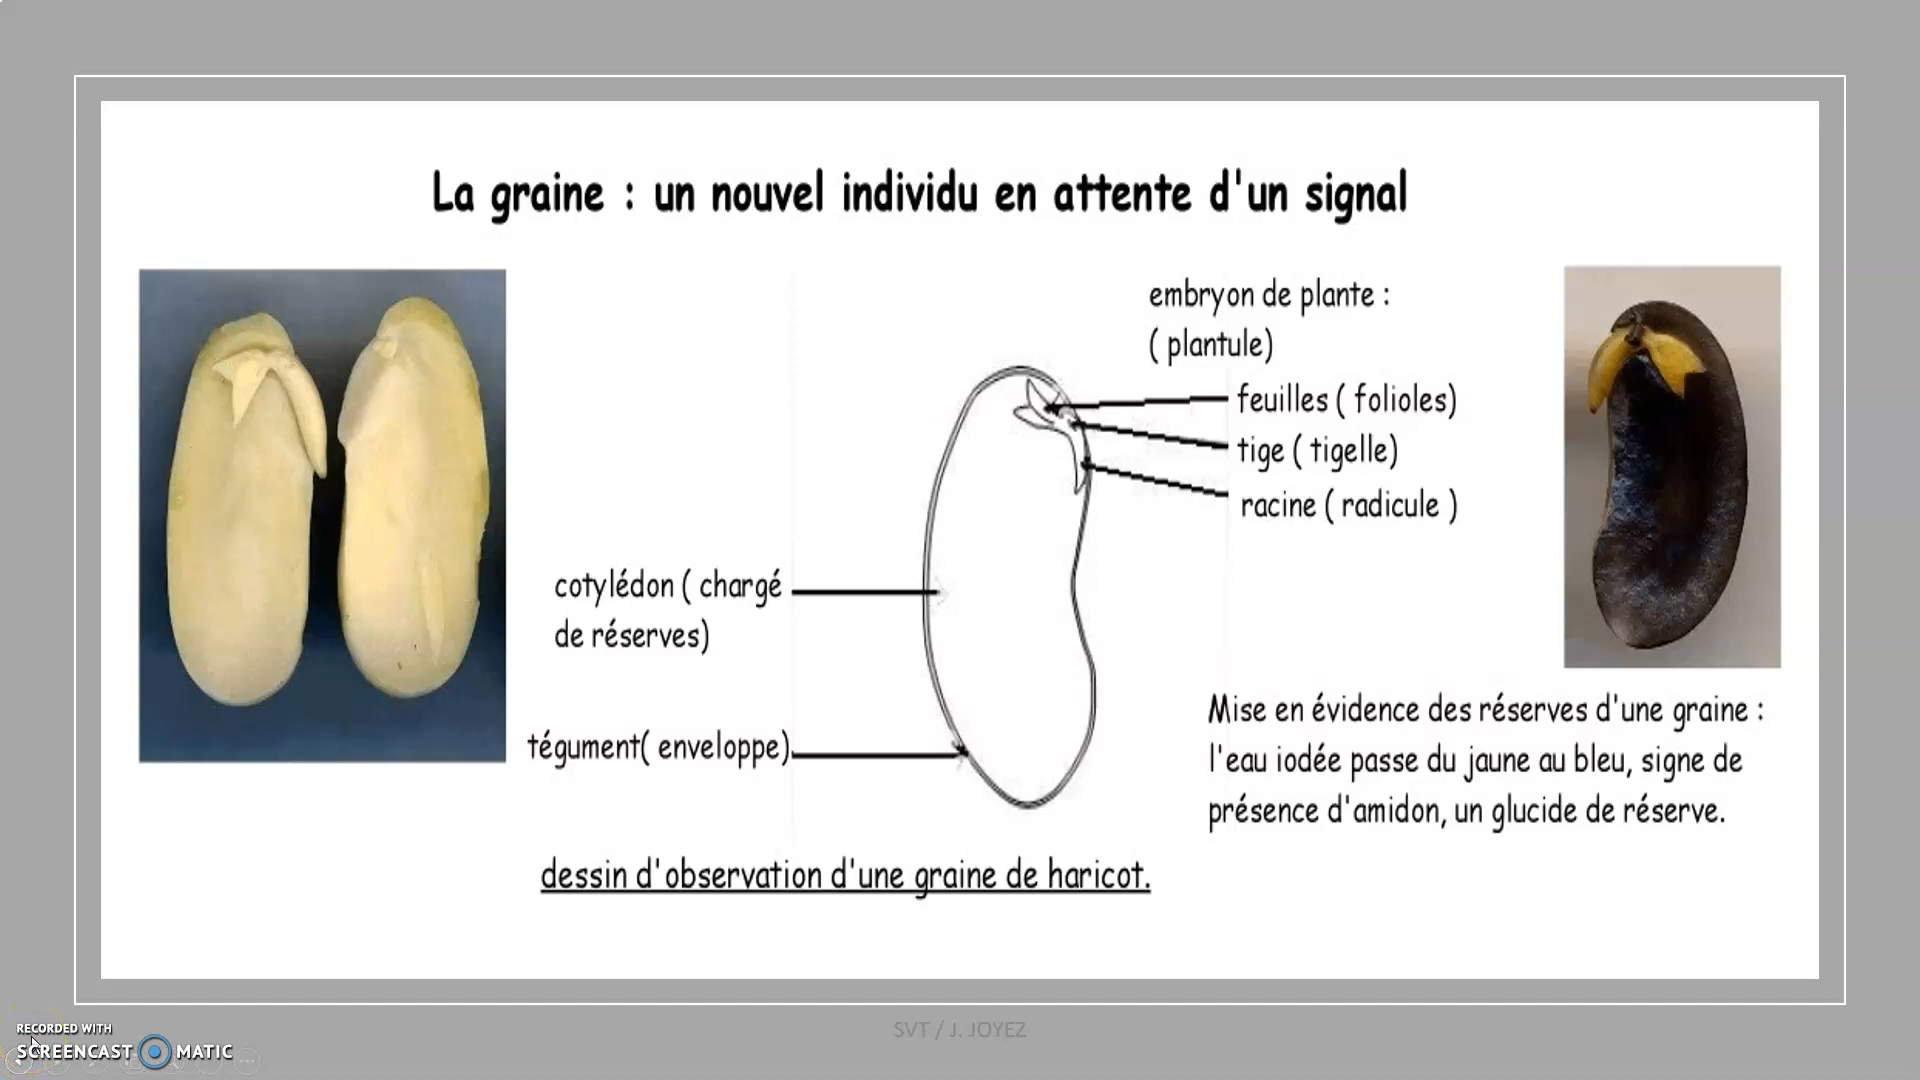 La graine : un nouvel individu en attente d'un signal
embryon de plante :
( plantule)
feuilles ( folioles)
tige ( tigelle)
racine ( radicule )
cotylédon ( chargé
de réserves)
tégument( enveloppe)
Mise en évidence des réserves d'une graine :
l'eau iodée passe du jaune au bleu, signe de
présence d'amidon, un glucide de réserve.
dessin d'observation d'une graine de haricot.
SVT / J. JOYEZ
RECORDED WITH
SCREENCAST MATIC